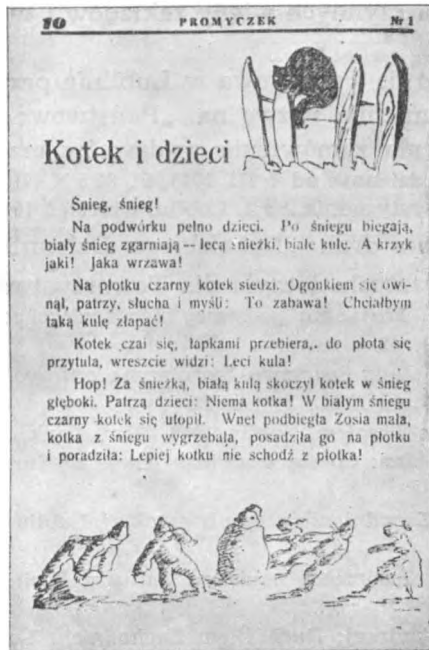 10 PROMYCZEK Nr 1
Kotek i dzieci
Śnieg, śnieg!
Na podwórku pełno dzieci. Po śniegu biegają,
biały śnieg zgarniają -- lecą śnieżki, białe kule. A krzyk
jaki! Jaka wrzawa!
Na płotku czarny kotek siedzi. Ogonkiem się owi-
nął, patrzy, słucha i myśli: To zabawa! Chciałbym
taką kulę złapać!
Kotek czai się, łapkami przebiera, do płota się
przytula, wreszcie widzi: Leci kula!
Hop! Za śnieżką, białą kulą skoczył kotek w śnieg
głęboki. Patrzą dzieci: Niema kotka! W białym śniegu
czarny kotek się utopił. Wnet podbiegła Zosia mała,
kotka z śniegu wygrzebała, posadziła go na płotku
i poradziła: Lepiej kotku nie schodź z płotka!